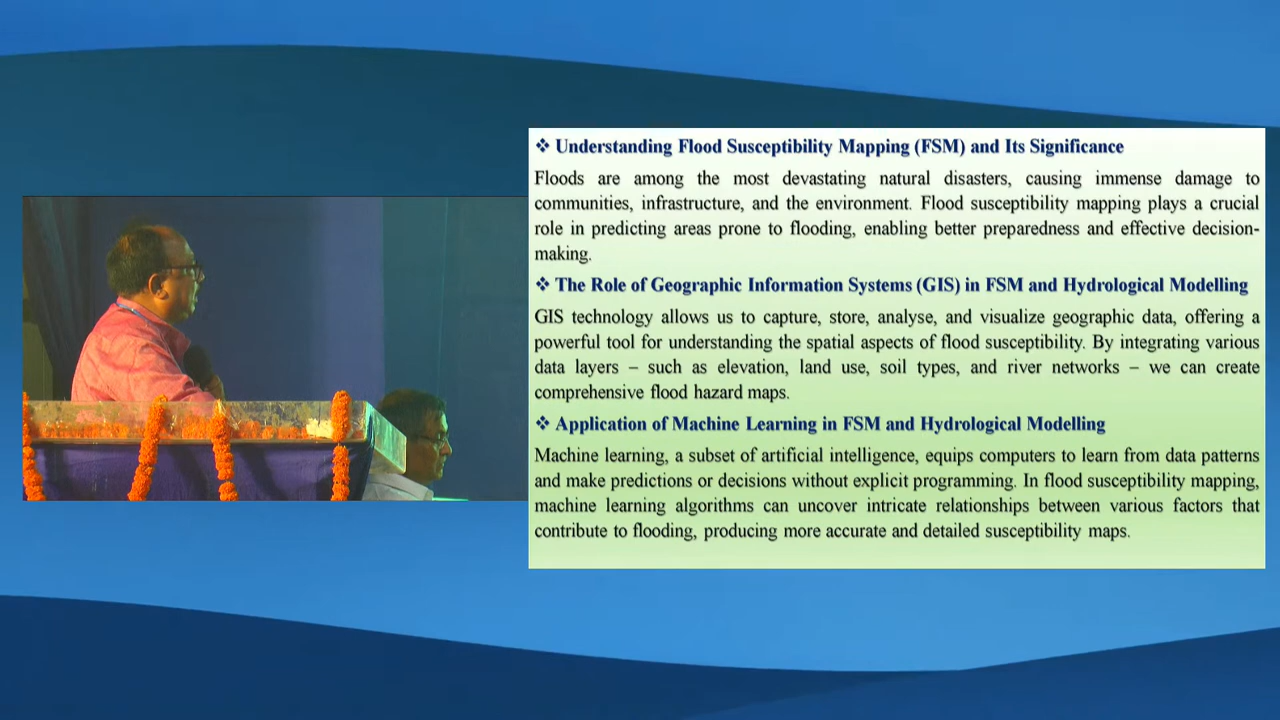 ❖ Understanding Flood Susceptibility Mapping (FSM) and Its Significance
Floods are among the most devastating natural disasters, causing immense damage to
communities, infrastructure, and the environment. Flood susceptibility mapping plays a crucial
role in predicting areas prone to flooding, enabling better preparedness and effective decision-
making.
❖ The Role of Geographic Information Systems (GIS) in FSM and Hydrological Modelling
GIS technology allows us to capture, store, analyse, and visualize geographic data, offering a
powerful tool for understanding the spatial aspects of flood susceptibility. By integrating various
data layers – such as elevation, land use, soil types, and river networks – we can create
comprehensive flood hazard maps.
❖ Application of Machine Learning in FSM and Hydrological Modelling
Machine learning, a subset of artificial intelligence, equips computers to learn from data patterns
and make predictions or decisions without explicit programming. In flood susceptibility mapping,
machine learning algorithms can uncover intricate relationships between various factors that
contribute to flooding, producing more accurate and detailed susceptibility maps.